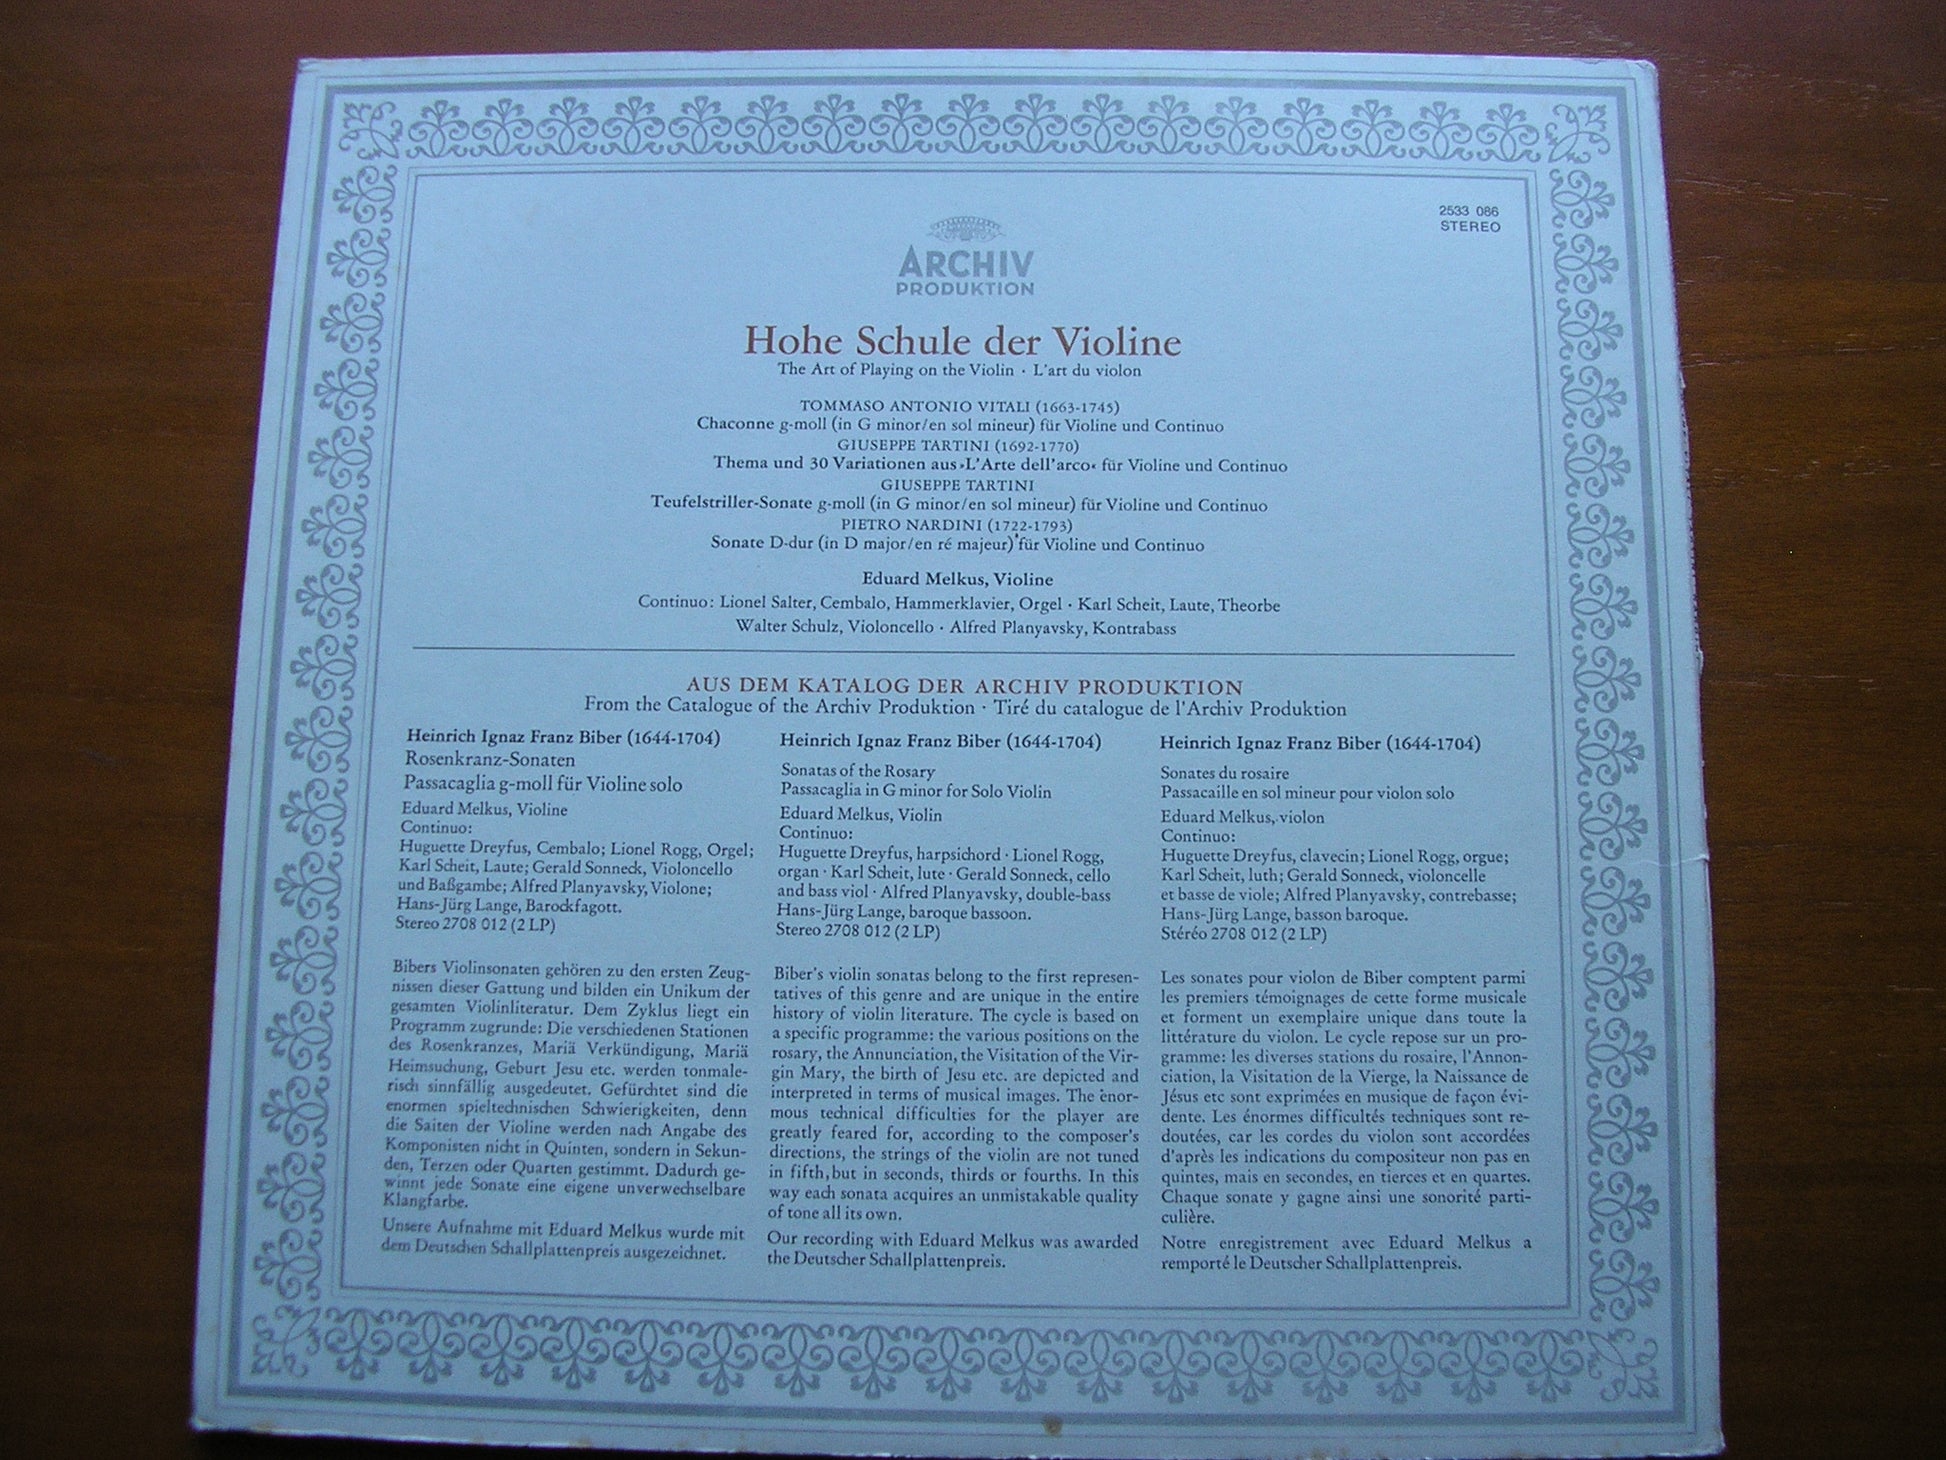 2533 086
STEREO
ARCHIV
PRODUKTION
Hohe Schule der Violine
The Art of Playing on the Violin · L'art du violon
TOMMASO ANTONIO VITALI (1663-1745)
Chaconne g-moll (in G minor/en sol mineur) für Violine und Continuo
GIUSEPPE TARTINI (1692-1770)
Thema und 30 Variationen aus »L'Arte dell'arco« für Violine und Continuo
GIUSEPPE TARTINI
Teufelstriller-Sonate g-moll (in G minor/en sol mineur) für Violine und Continuo
PIETRO NARDINI (1722-1793)
Sonate D-dur (in D major/en ré majeur) für Violine und Continuo
Eduard Melkus, Violine
Continuo: Lionel Salter, Cembalo, Hammerklavier, Orgel · Karl Scheit, Laute, Theorbe
Walter Schulz, Violoncello · Alfred Planyavsky, Kontrabass
AUS DEM KATALOG DER ARCHIV PRODUKTION
From the Catalogue of the Archiv Produktion · Tiré du catalogue de l'Archiv Produktion
Heinrich Ignaz Franz Biber (1644-1704)
Rosenkranz-Sonaten
Passacaglia g-moll für Violine solo
Eduard Melkus, Violine
Continuo:
Huguette Dreyfus, Cembalo; Lionel Rogg, Orgel;
Karl Scheit, Laute; Gerald Sonneck, Violoncello
und Baßgambe; Alfred Planyavsky, Violone;
Hans-Jürg Lange, Barockfagott.
Stereo 2708 012 (2 LP)
Bibers Violinsonaten gehören zu den ersten Zeug-
nissen dieser Gattung und bilden ein Unikum der
gesamten Violinliteratur. Dem Zyklus liegt ein
Programm zugrunde: Die verschiedenen Stationen
des Rosenkranzes, Mariä Verkündigung, Mariä
Heimsuchung, Geburt Jesu etc. werden tonmale-
risch sinnfällig ausgedeutet. Gefürchtet sind die
enormen spieltechnischen Schwierigkeiten, denn
die Saiten der Violine werden nach Angabe des
Komponisten nicht in Quinten, sondern in Sekun-
den, Terzen oder Quarten gestimmt. Dadurch ge-
winnt jede Sonate eine eigene unverwechselbare
Klangfarbe.
Unsere Aufnahme mit Eduard Melkus wurde mit
dem Deutschen Schallplattenpreis ausgezeichnet.
Heinrich Ignaz Franz Biber (1644-1704)
Sonatas of the Rosary
Passacaglia in G minor for Solo Violin
Eduard Melkus, Violin
Continuo:
Huguette Dreyfus, harpsichord · Lionel Rogg,
organ · Karl Scheit, lute · Gerald Sonneck, cello
and bass viol · Alfred Planyavsky, double-bass
Hans-Jürg Lange, baroque bassoon.
Stereo 2708 012 (2 LP)
Biber's violin sonatas belong to the first represen-
tatives of this genre and are unique in the entire
history of violin literature. The cycle is based on
a specific programme: the various positions on the
rosary, the Annunciation, the Visitation of the Vir-
gin Mary, the birth of Jesu etc. are depicted and
interpreted in terms of musical images. The enor-
mous technical difficulties for the player are
greatly feared for, according to the composer's
directions, the strings of the violin are not tuned
in fifth, but in seconds, thirds or fourths. In this
way each sonata acquires an unmistakable quality
of tone all its own.
Our recording with Eduard Melkus was awarded
the Deutscher Schallplattenpreis.
Heinrich Ignaz Franz Biber (1644-1704)
Sonates du rosaire
Passacaille en sol mineur pour violon solo
Eduard Melkus, violon
Continuo:
Huguette Dreyfus, clavecin; Lionel Rogg, orgue;
Karl Scheit, luth; Gerald Sonneck, violoncelle
et basse de viole; Alfred Planyavsky, contrebasse;
Hans-Jürg Lange, basson baroque.
Stéréo 2708 012 (2 LP)
Les sonates pour violon de Biber comptent parmi
les premiers témoignages de cette forme musicale
et forment un exemplaire unique dans toute la
littérature du violon. Le cycle repose sur un pro-
gramme: les diverses stations du rosaire, l'Annon-
ciation, la Visitation de la Vierge, la Naissance de
Jésus etc sont exprimées en musique de façon évi-
dente. Les énormes difficultés techniques sont re-
doutées, car les cordes du violon sont accordées
d'après les indications du compositeur non pas en
quintes, mais en secondes, en tierces et en quartes.
Chaque sonate y gagne ainsi une sonorité parti-
culière.
Notre enregistrement avec Eduard Melkus a
remporté le Deutscher Schallplattenpreis.